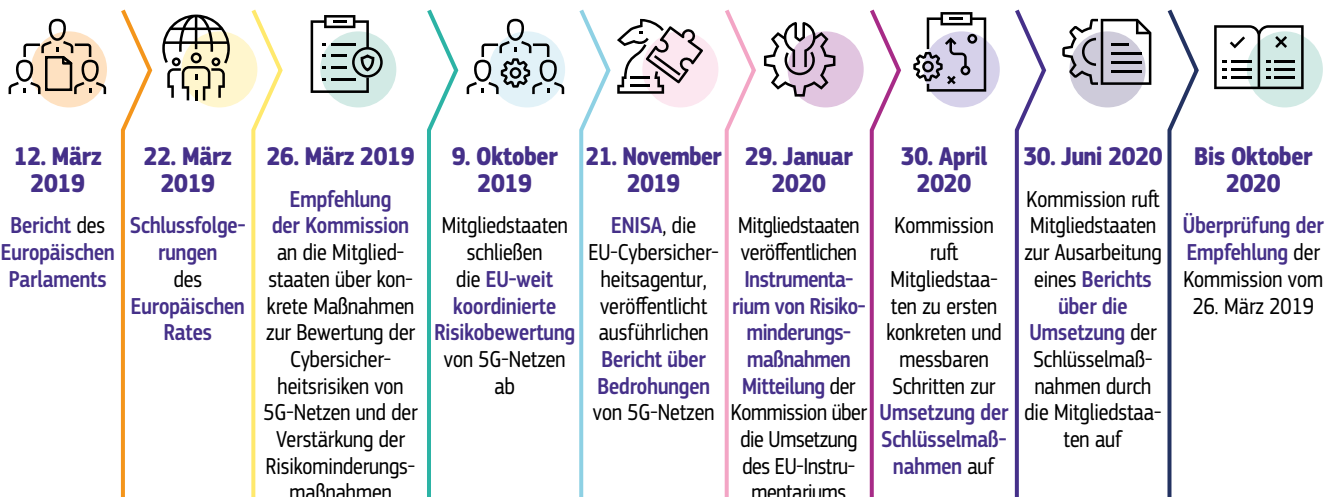 12. März
2019
Bericht des
Europäischen
Parlaments
22. März
2019
Schlussfolge-
rungen
des
Europäischen
Rates
26. März 2019
Empfehlung
der Kommission
an die Mitglied-
staaten über kon-
krete Maßnahmen
zur Bewertung der
Cybersicher-
heitsrisiken von
5G-Netzen und der
Verstärkung der
Risikominderungs-
maßnahmen
9. Oktober
2019
Mitgliedstaaten
schließen
die EU-weit
koordinierte
Risikobewertung
von 5G-Netzen
ab
21. November
2019
ENISA, die
EU-Cybersicher-
heitsagentur,
veröffentlicht
ausführlichen
Bericht über
Bedrohungen
von 5G-Netzen
29. Januar
2020
Mitgliedstaaten
veröffentlichen
Instrumenta-
rium von Risiko-
minderungs-
maßnahmen
Mitteilung der
Kommission über
die Umsetzung
des EU-Instru-
mentariums
30. April
2020
Kommission
ruft
Mitgliedstaa-
ten zu ersten
konkreten und
messbaren
Schritten zur
Umsetzung der
Schlüsselmaß-
nahmen auf
30. Juni 2020
Kommission ruft
Mitgliedstaaten
zur Ausarbeitung
eines Berichts
über die
Umsetzung der
Schlüsselmaß-
nahmen durch
die Mitgliedstaa-
ten auf
Bis Oktober
2020
Überprüfung der
Empfehlung der
Kommission vom
26. März 2019